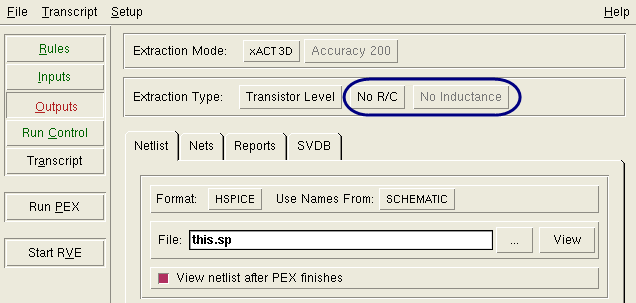 File Transcript Setup Help
Rules
Inputs
Outputs
Run Control
Transcript
Run PEX
Start RVE
Extraction Mode: xACT3D Accuracy 200
Extraction Type: Transistor Level No R/C No Inductance
Netlist Nets Reports SVDB
Format: HSPICE Use Names From: SCHEMATIC
File: this.sp ... View
View netlist after PEX finishes